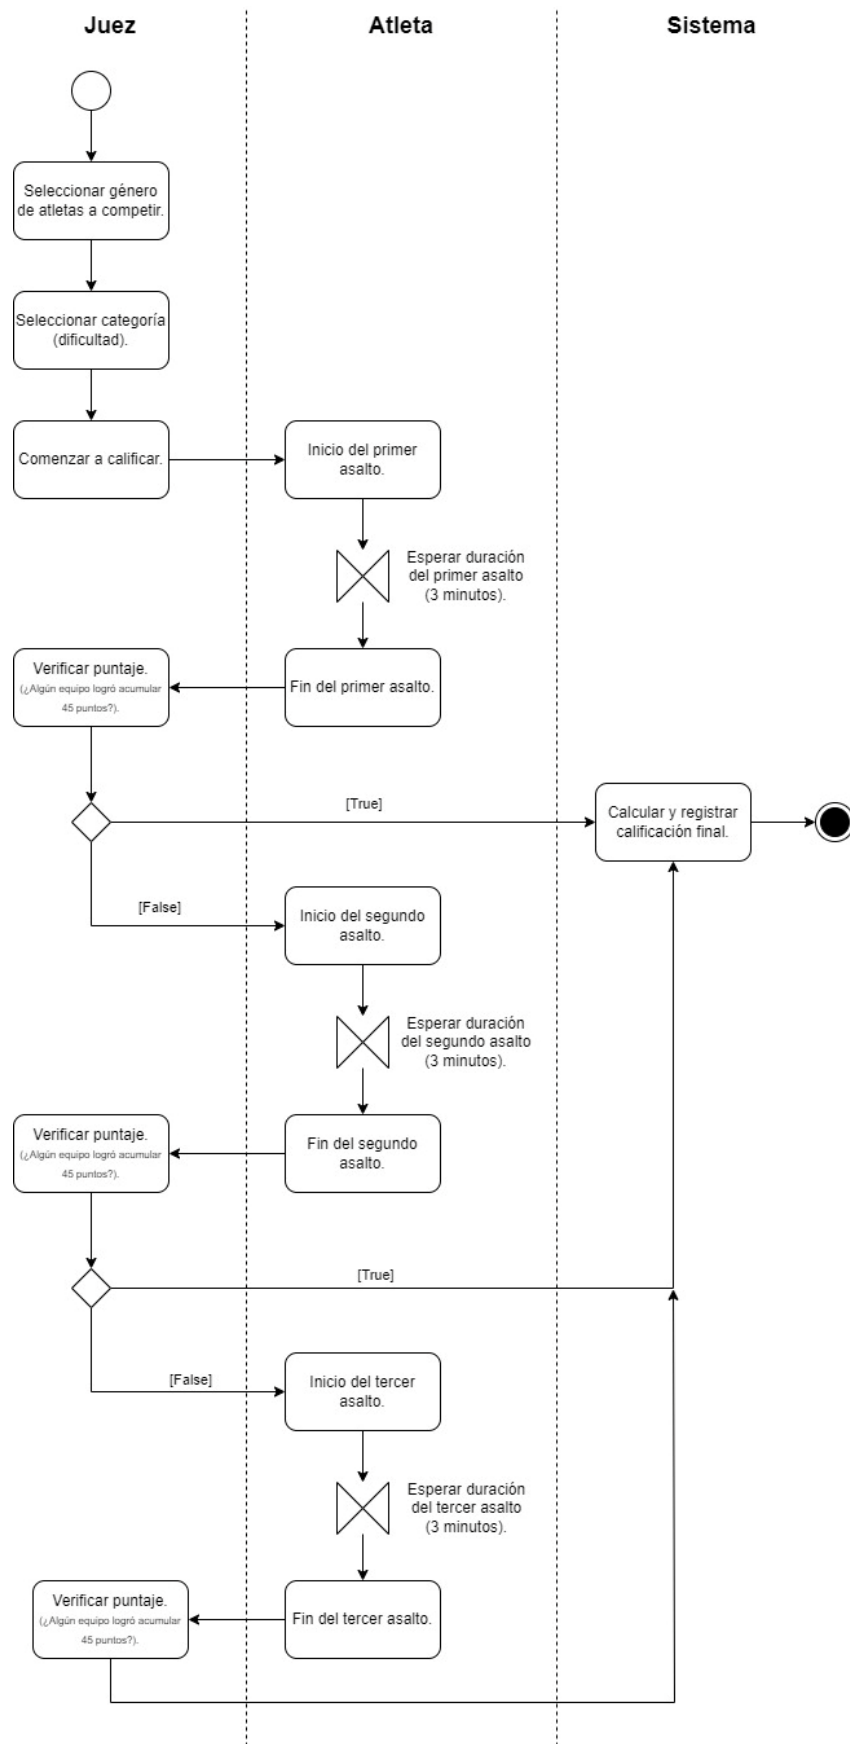 Juez
Atleta
Sistema
Seleccionar género
de atletas a competir.
Seleccionar categoría
(dificultad).
Comenzar a calificar.
Inicio del primer
asalto.
Esperar duración
del primer asalto
(3 minutos).
Verificar puntaje.
(¿Algún equipo logró acumular
45 puntos?).
Fin del primer asalto.
[True]
Calcular y registrar
calificación final.
[False]
Inicio del segundo
asalto.
Esperar duración
del segundo asalto
(3 minutos).
Verificar puntaje.
(¿Algún equipo logró acumular
45 puntos?).
Fin del segundo
asalto.
[True]
[False]
Inicio del tercer
asalto.
Esperar duración
del tercer asalto
(3 minutos).
Verificar puntaje.
(¿Algún equipo logró acumular
45 puntos?).
Fin del tercer asalto.